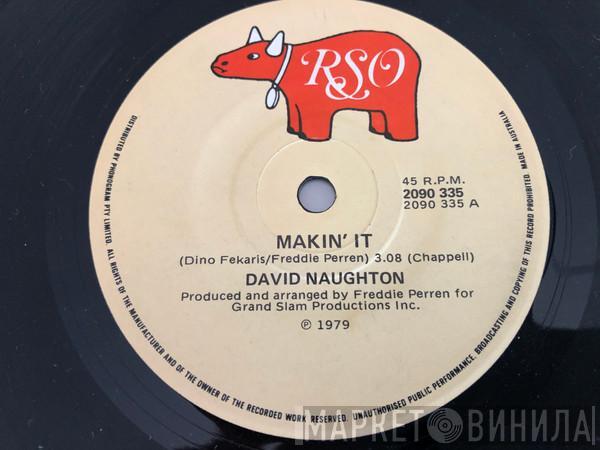 RSO
45 R.P.M.
2090 335
2090 335 A
MAKIN' IT
(Dino Fekaris/Freddie Perren) 3.08 (Chappell)
DAVID NAUGHTON
Produced and arranged by Freddie Perren for
Grand Slam Productions Inc.
℗ 1979
DISTRIBUTED BY PHONOGRAM PTY LIMITED. ALL RIGHTS OF THE MANUFACTURER AND OF THE OWNER OF THE RECORDED WORK RESERVED. UNAUTHORISED PUBLIC PERFORMANCE, BROADCASTING AND COPYING OF THIS RECORD PROHIBITED. MADE IN AUSTRALIA
МАРКЕТ ВИНИЛА